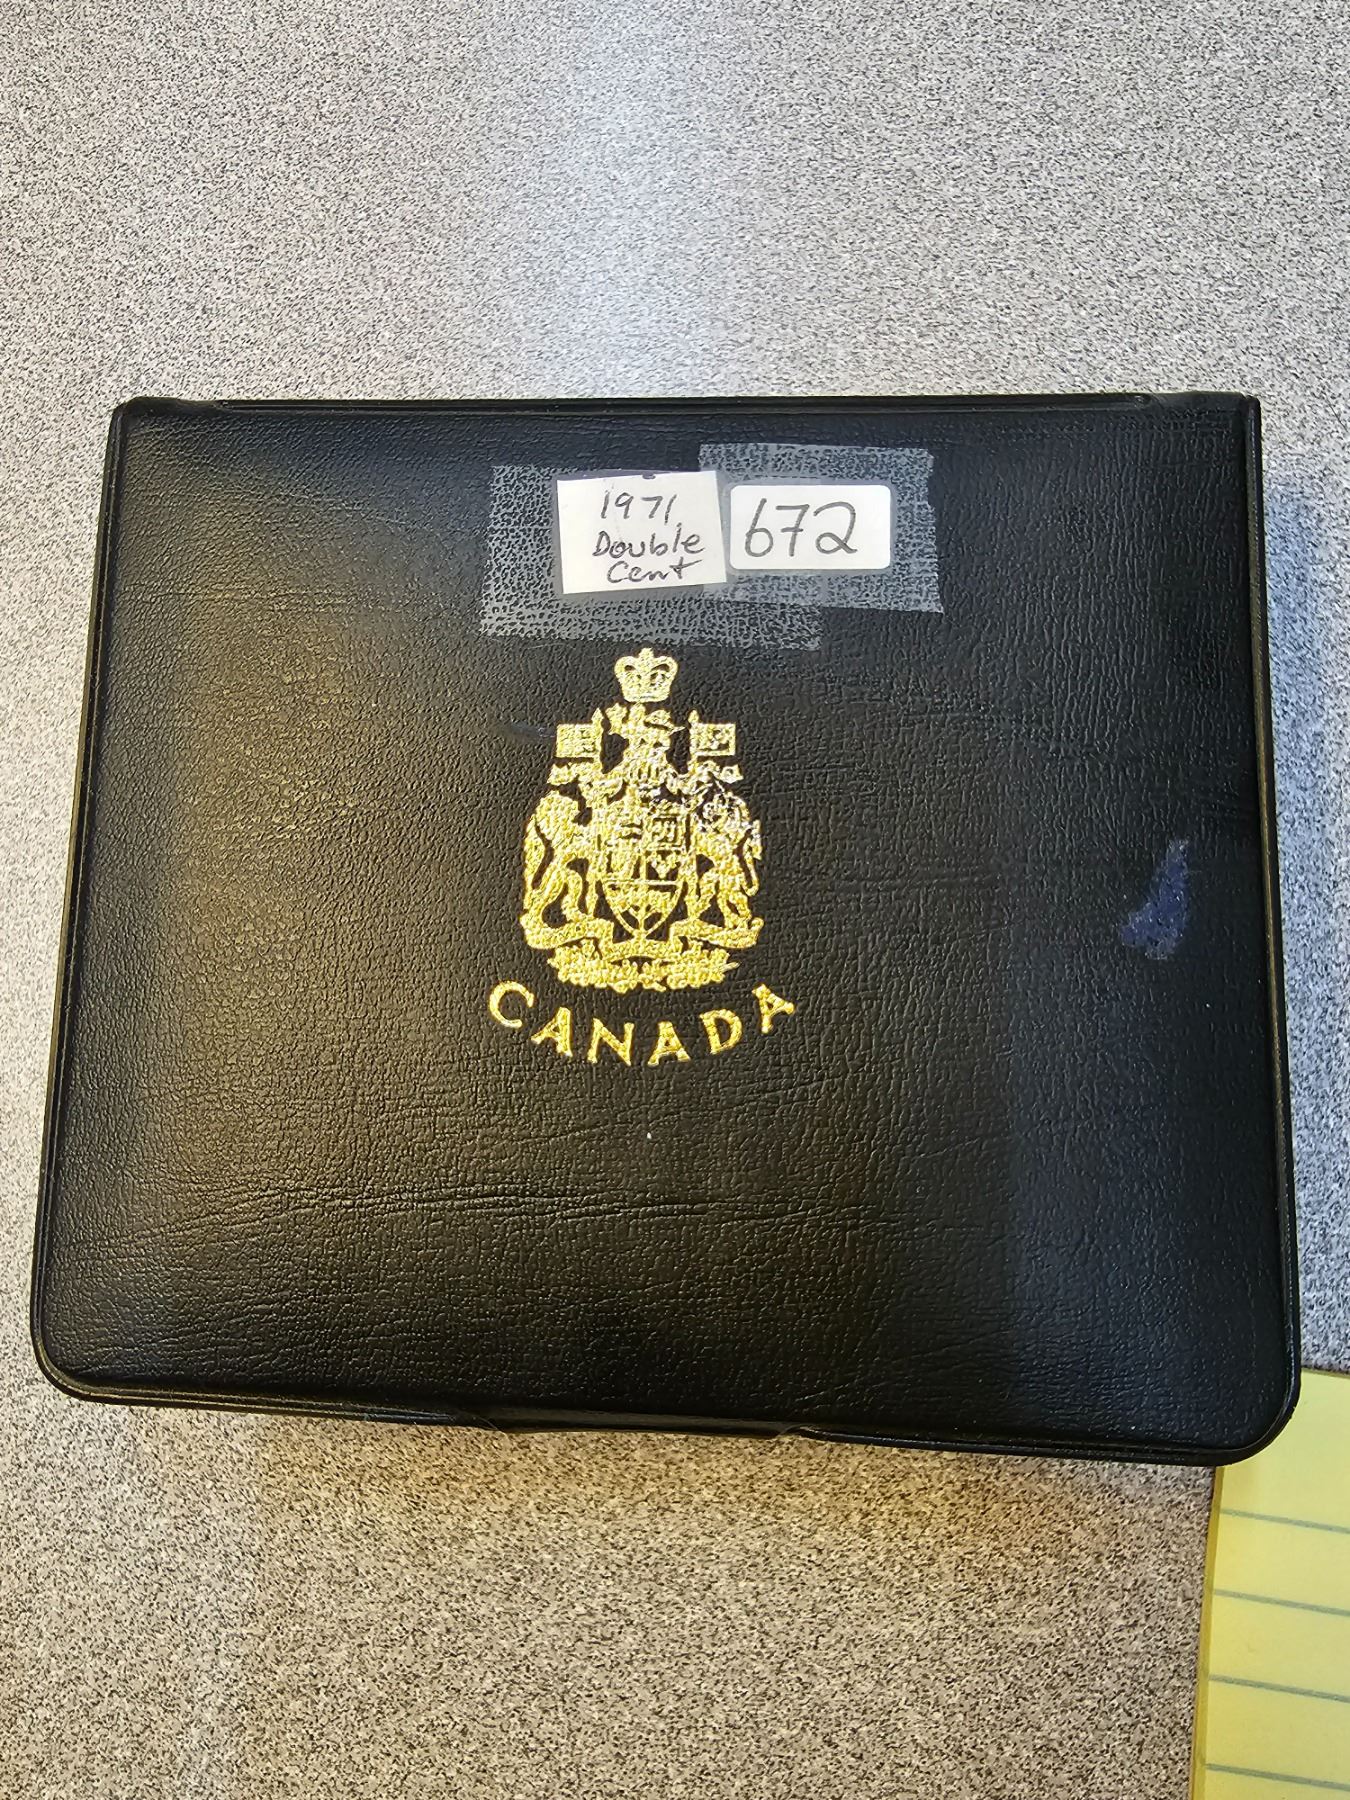 1971
Double
Cent
672
CANADA